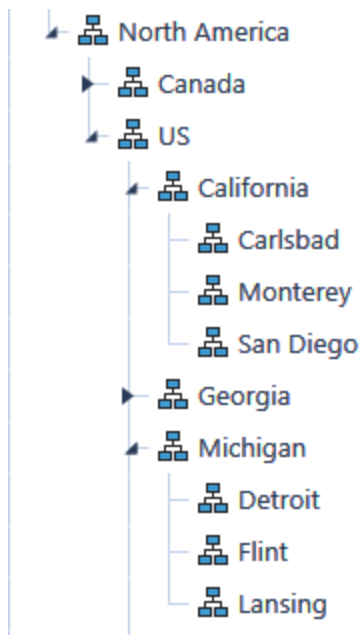 North America
Canada
US
California
Carlsbad
Monterey
San Diego
Georgia
Michigan
Detroit
Flint
Lansing